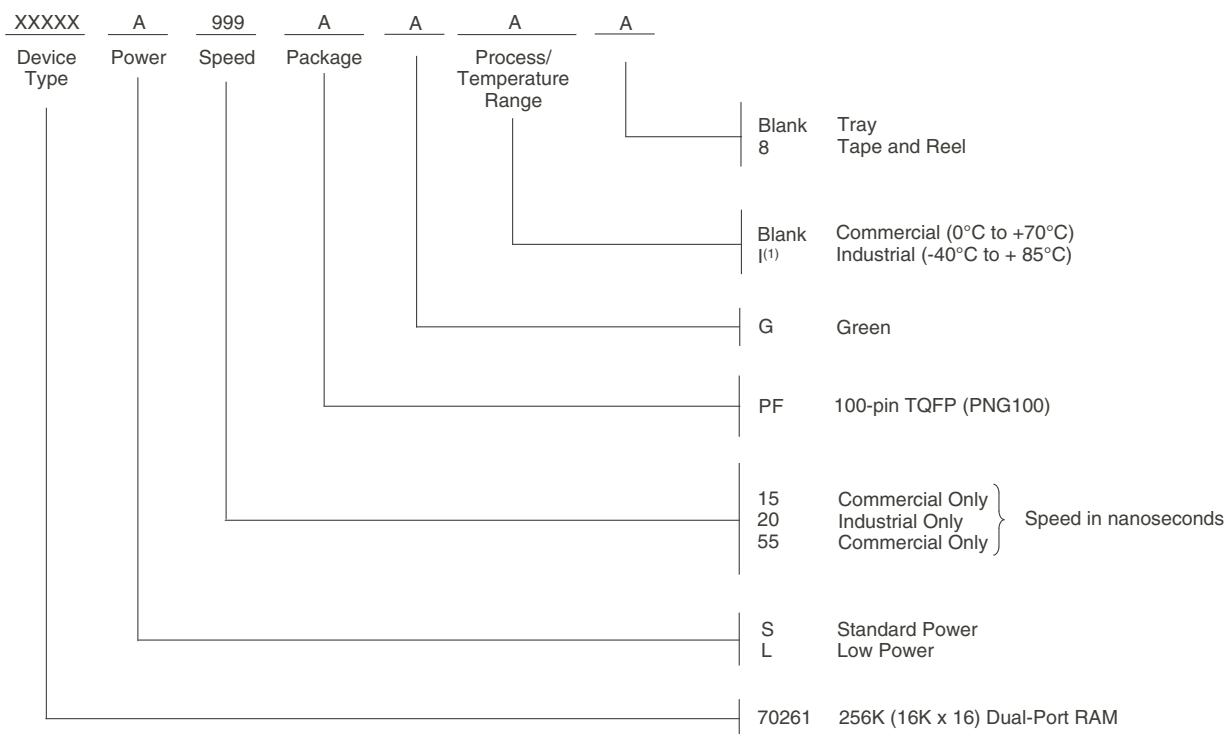 XXXXX A 999 A A A A
Device Type Power Speed Package Process/ Temperature Range
Blank Tray
8 Tape and Reel
Blank Commercial (0°C to +70°C)
I(1) Industrial (-40°C to + 85°C)
G Green
PF 100-pin TQFP (PNG100)
15 Commercial Only
20 Industrial Only Speed in nanoseconds
55 Commercial Only
S Standard Power
L Low Power
70261 256K (16K x 16) Dual-Port RAM